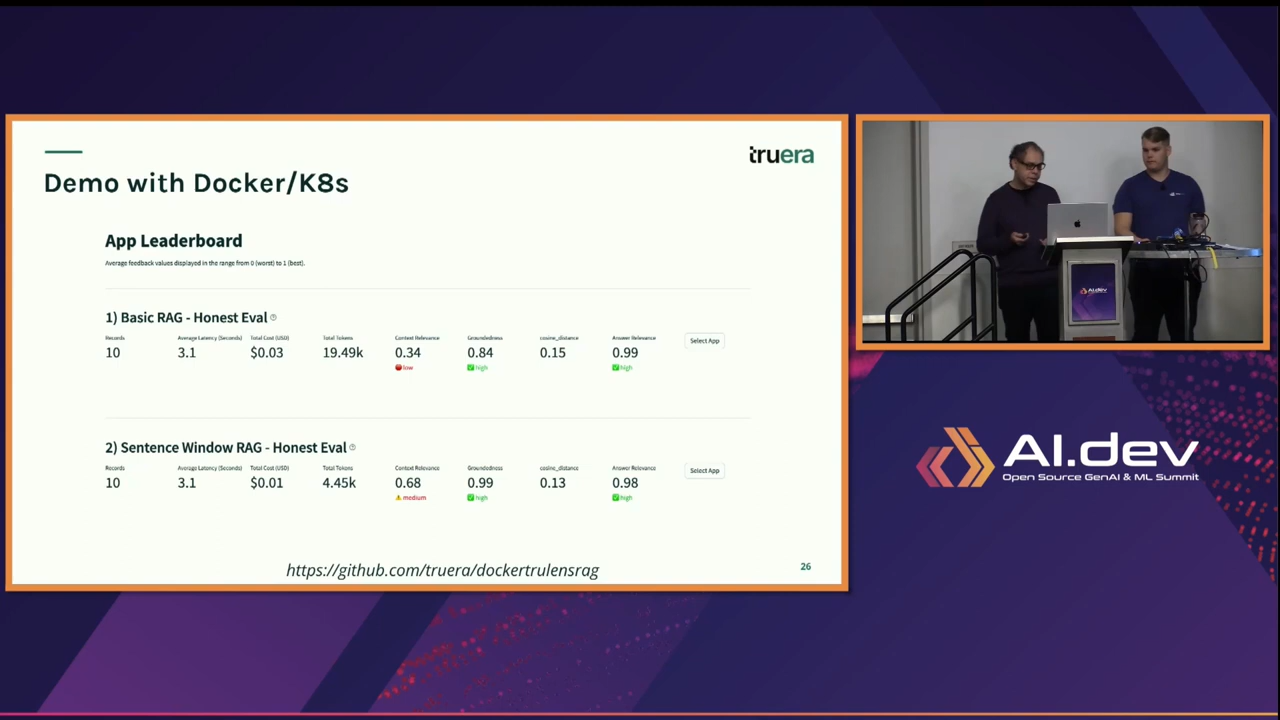 truera
Demo with Docker/K8s
App Leaderboard
Average feedback values displayed in the range from 0 (worst) to 1 (best).
1) Basic RAG - Honest Eval
Records Average Latency (Seconds) Total Cost (USD) Total Tokens Context Relevance Groundedness cosine_distance Answer Relevance
10 3.1 $0.03 19.49k 0.34 0.84 0.15 0.99
low high high
Select App
2) Sentence Window RAG - Honest Eval
Records Average Latency (Seconds) Total Cost (USD) Total Tokens Context Relevance Groundedness cosine_distance Answer Relevance
10 3.1 $0.01 4.45k 0.68 0.99 0.13 0.98
medium high high
Select App
https://github.com/truera/dockertrulensrag
26
AI.dev
AI.dev
Open Source GenAI & ML Summit